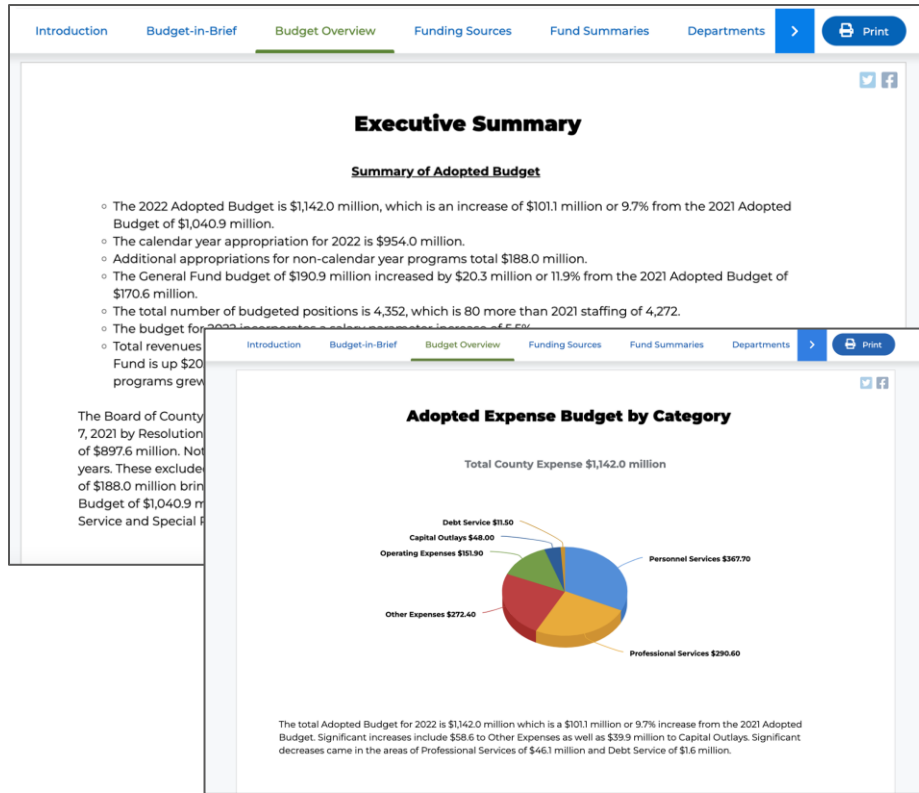 Introduction Budget-in-Brief Budget Overview Funding Sources Fund Summaries Departments > Print
Executive Summary
Summary of Adopted Budget
The 2022 Adopted Budget is $1,142.0 million, which is an increase of $101.1 million or 9.7% from the 2021 Adopted
Budget of $1,040.9 million.
The calendar year appropriation for 2022 is $954.0 million.
Additional appropriations for non-calendar year programs total $188.0 million.
The General Fund budget of $190.9 million increased by $20.3 million or 11.9% from the 2021 Adopted Budget of
$170.6 million.
The total number of budgeted positions is 4,352, which is 80 more than 2021 staffing of 4,272.
The budget for 2022 incorporates a salary parameter increase of 5.5%
Total revenues
Fund is up $20
programs grew
The Board of County
7, 2021 by Resolution
of $897.6 million. Not
years. These exclude
of $188.0 million brin
Budget of $1,040.9 m
Service and Special
Introduction Budget-in-Brief Budget Overview Funding Sources Fund Summaries Departments > Print
Adopted Expense Budget by Category
Total County Expense $1,142.0 million
Debt Service $11.50
Capital Outlays $48.00
Operating Expenses $151.90
Personnel Services $367.70
Other Expenses $272.40
Professional Services $290.60
The total Adopted Budget for 2022 is $1,142.0 million which is a $101.1 million or 9.7% increase from the 2021 Adopted
Budget. Significant increases include $58.6 to Other Expenses as well as $39.9 million to Capital Outlays. Significant
decreases came in the areas of Professional Services of $46.1 million and Debt Service of $1.6 million.